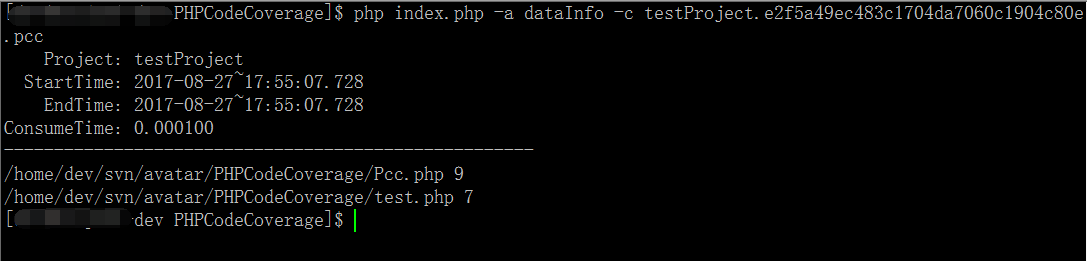 [ PHPCodeCoverage]$ php index.php -a dataInfo -c testProject.e2f5a49ec483c1704da7060c1904c80e
.pcc
Project: testProject
StartTime: 2017-08-27~17:55:07.728
EndTime: 2017-08-27~17:55:07.728
ConsumeTime: 0.000100
-----------------------------------------------------
/home/dev/svn/avatar/PHPCodeCoverage/Pcc.php 9
/home/dev/svn/avatar/PHPCodeCoverage/test.php 7
[ dev PHPCodeCoverage]$